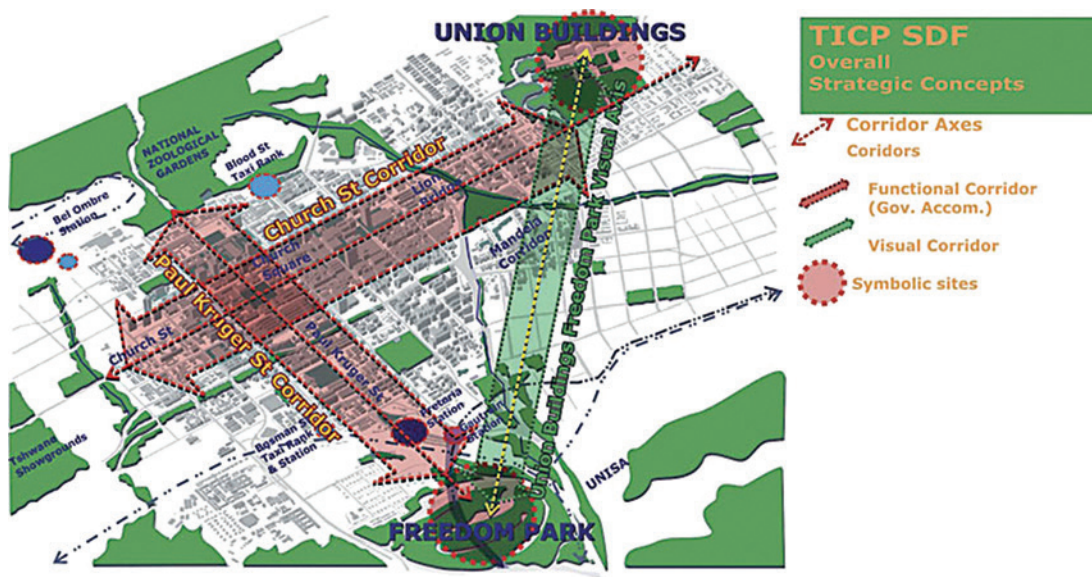 UNION BUILDINGS
TICP SDF
Overall
Strategic Concepts
Corridor Axes
Coridors
Functional Corridor
(Gov. Accom.)
Visual Corridor
Symbolic sites
NATIONAL
ZOOLOGICAL
GARDENS
Blood St
Taxi Rank
Bel Ombre
Station
Church St Corridor
Lion
Bridge
Church
Square
Mandela
Corridor
Union Buildings Freedom Park Visual Axis
Paul Kruger St Corridor
Paul Kruger St
Church St
Pretoria
Station
Gautrain
Station
Bosman
Taxi Rank
& Station
Tshwane
Showgrounds
UNISA
FREEDOM PARK